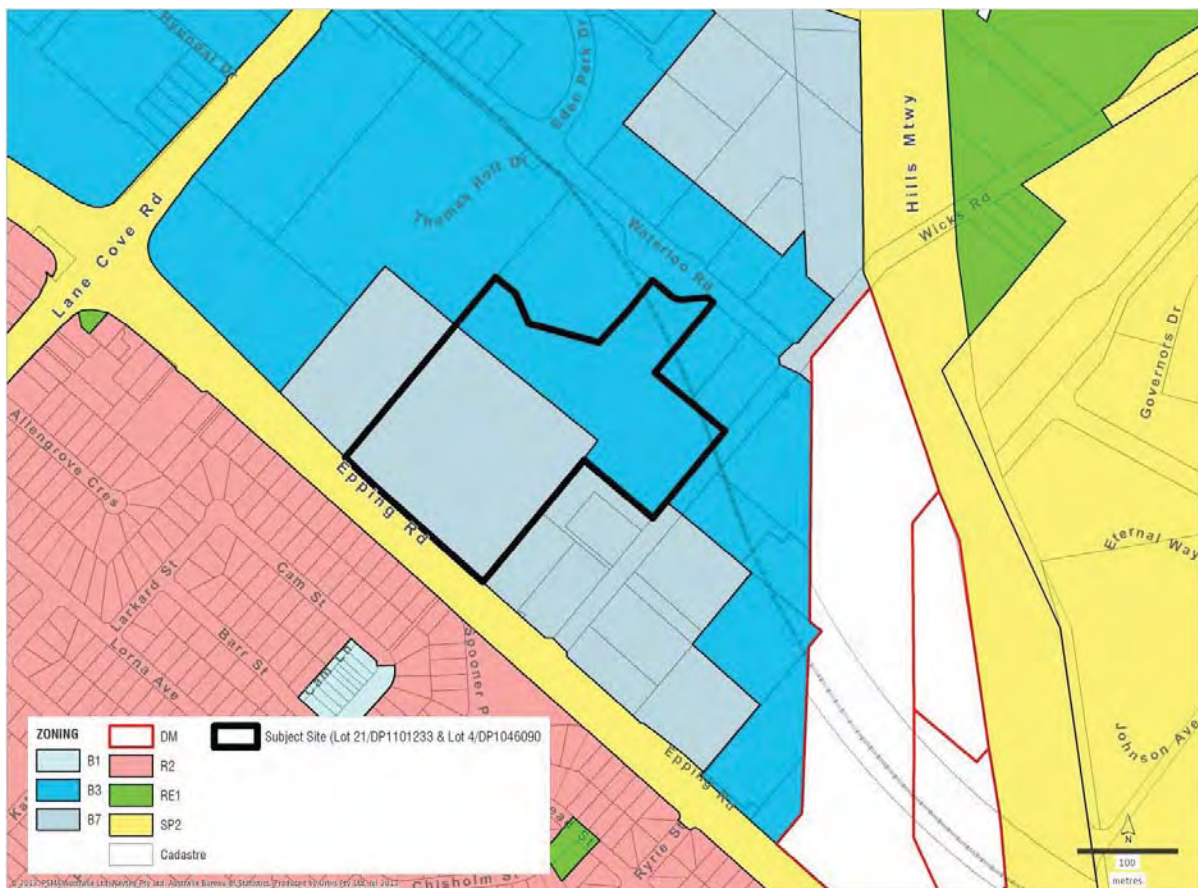 Hyundai Dr
Eden Park Dr
Hills Mtwy
Thomas Holt Dr
Wicks Rd
Lane Cove Rd
Waterloo Rd
Governors Dr
Allengrove Cres
Epping Rd
Eternal Way
Larkard St
Cam St
Lorna Ave
Barr St
Spooner P
Cam Ln
Johnson Ave
Epping Rd
Ryrie St
Chisholm St
ZONING
B1
B3
B7
DM
R2
RE1
SP2
Cadastre
Subject Site (Lot 21/DP1101233 & Lot 4/DP1046090
N
100
metres